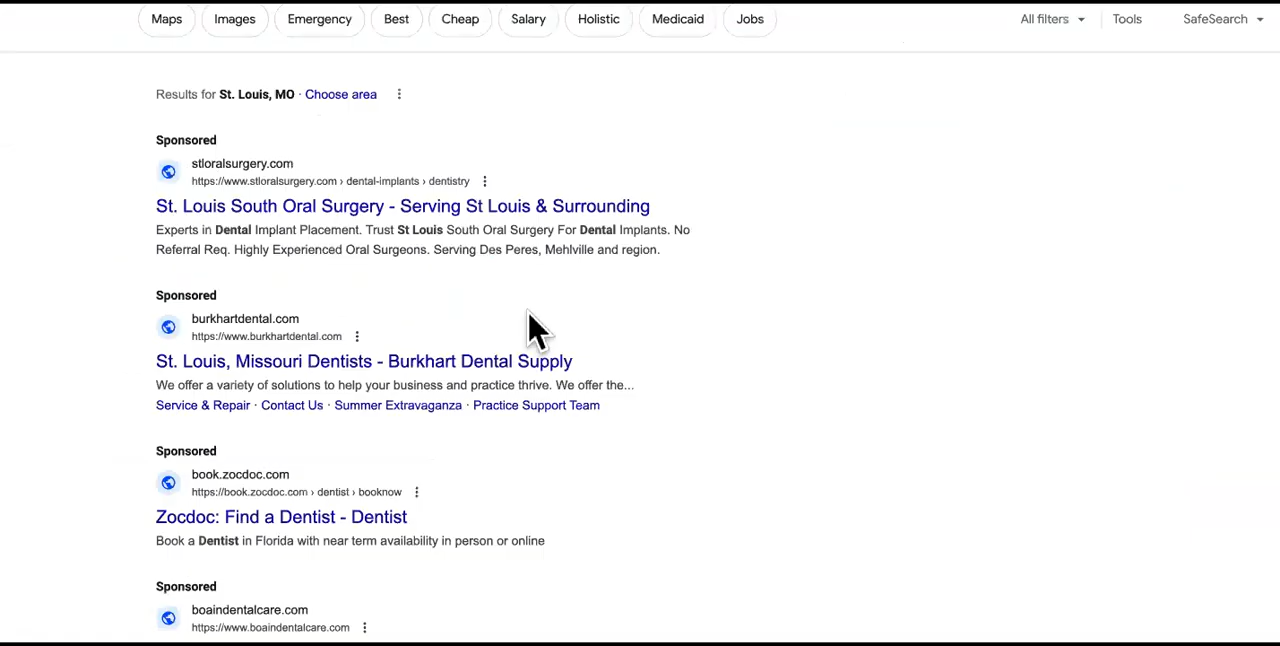 Maps Images Emergency Best Cheap Salary Holistic Medicaid Jobs All filters Tools SafeSearch
Results for St. Louis, MO · Choose area
Sponsored
stloralsurgery.com
https://www.stloralsurgery.com › dental-implants › dentistry
St. Louis South Oral Surgery - Serving St Louis & Surrounding
Experts in Dental Implant Placement. Trust St Louis South Oral Surgery For Dental Implants. No
Referral Req. Highly Experienced Oral Surgeons. Serving Des Peres, Mehlville and region.
Sponsored
burkhartdental.com
https://www.burkhartdental.com
St. Louis, Missouri Dentists - Burkhart Dental Supply
We offer a variety of solutions to help your business and practice thrive. We offer the...
Service & Repair · Contact Us · Summer Extravaganza · Practice Support Team
Sponsored
book.zocdoc.com
https://book.zocdoc.com › dentist › booknow
Zocdoc: Find a Dentist - Dentist
Book a Dentist in Florida with near term availability in person or online
Sponsored
boaindentalcare.com
https://www.boaindentalcare.com